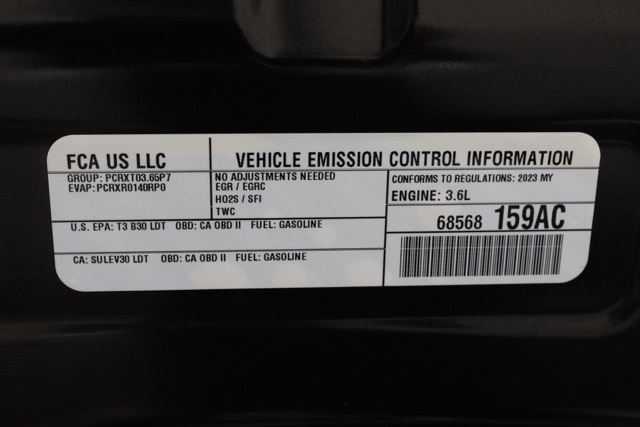 FCA US LLC
GROUP: PCRXT03.65P7
EVAP: PCRXR0140RP0
VEHICLE EMISSION CONTROL INFORMATION
NO ADJUSTMENTS NEEDED
EGR / EGRC
HO2S / SFI
TWC
CONFORMS TO REGULATIONS: 2023 MY
ENGINE: 3.6L
U.S. EPA: T3 B30 LDT OBD: CA OBD II FUEL: GASOLINE
CA: SULEV30 LDT OBD: CA OBD II FUEL: GASOLINE
68568 159AC